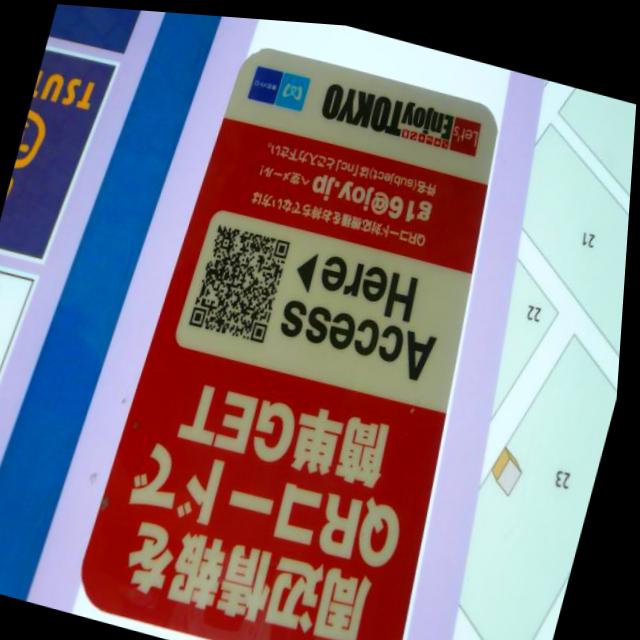 周辺情報を
QRコードで
簡単GET
Access
Here▶
QRコード対応機種をお持ちでない方は
g16@joy.jp へ空メール!
件名(subject)は「nc」とご入力下さい。
Let's
Enjoy TOKYO
TSUT
21
22
23